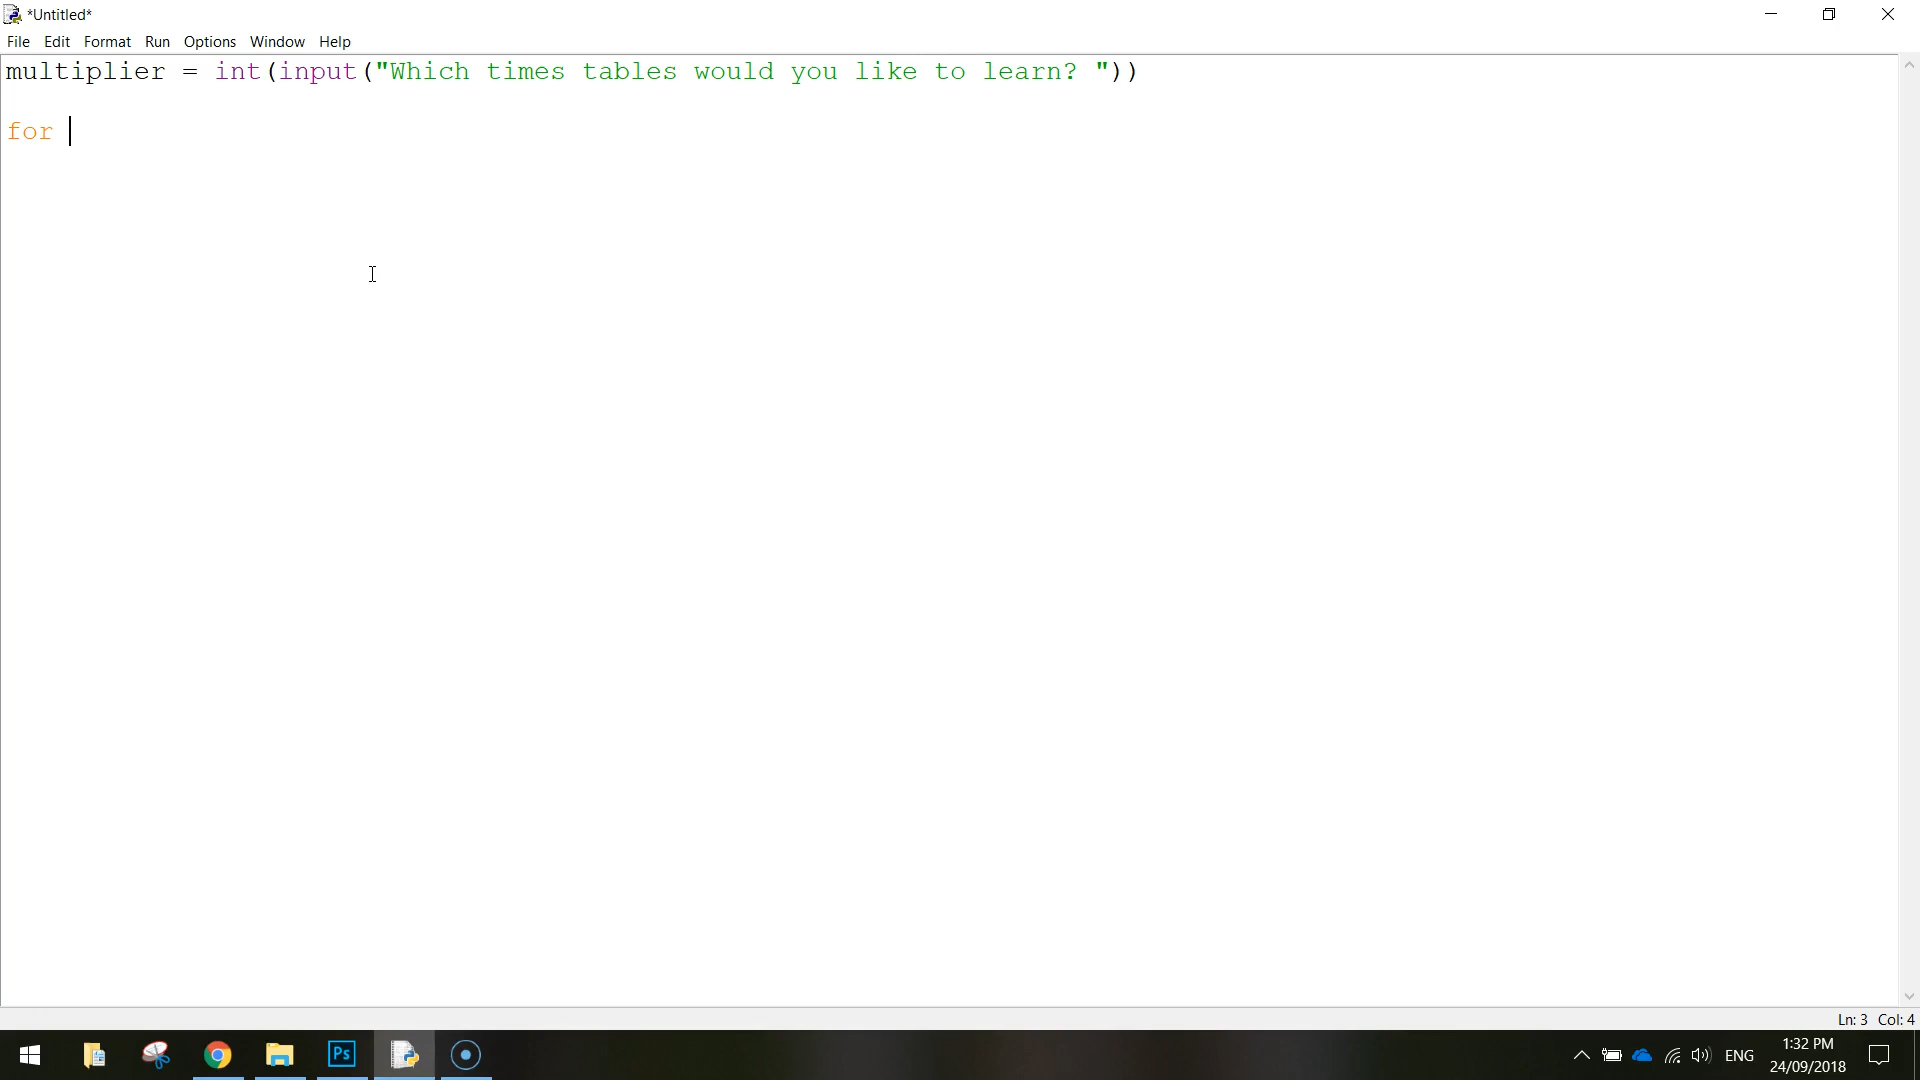 *Untitled*
File Edit Format Run Options Window Help
multiplier = int(input("Which times tables would you like to learn? "))
for
Ln: 3 Col: 4
Ps
ENG
1:32 PM
24/09/2018